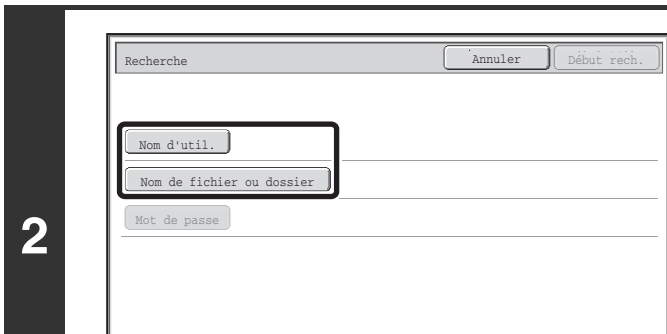 Recherche
Annuler
Début rech.
Nom d'util.
Nom de fichier ou dossier
Mot de passe
2